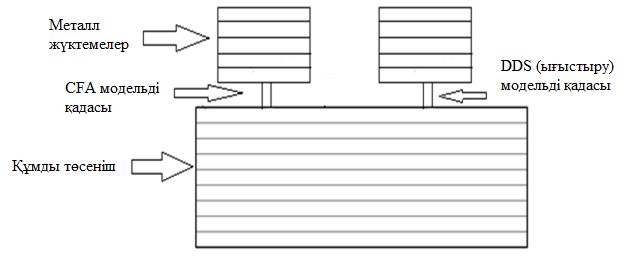 Металл
жүктемелер
CFA модельді
қадасы
DDS (ығыстыру)
модельді қадасы
Құмды төсеніш